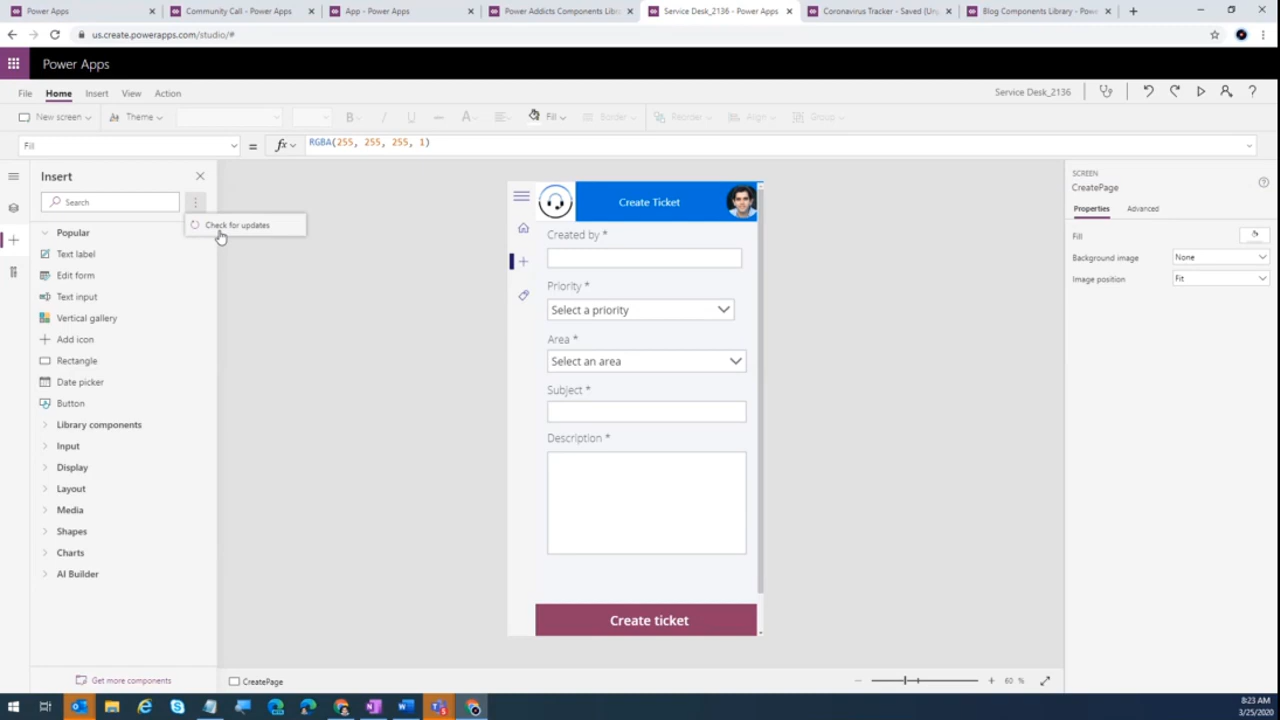 Power Apps
Community Call - Power Apps
App - Power Apps
Power Addicts Components Libr
Service Desk_2136 - Power Apps
Coronavirus Tracker - Saved (Un
Blog Components Library - Pow
us.create.powerapps.com/studio/#
Power Apps
File
Home
Insert
View
Action
Service Desk_2136
New screen
Theme
B
Fill
Border
Reorder
Align
Group
Fill
=
fx
RGBA(255, 255, 255, 1)
Insert
Search
Check for updates
Popular
Text label
Edit form
Text input
Vertical gallery
Add icon
Rectangle
Date picker
Button
Library components
Input
Display
Layout
Media
Shapes
Charts
AI Builder
Get more components
Create Ticket
Created by *
Priority *
Select a priority
Area *
Select an area
Subject *
Description *
Create ticket
CreatePage
60 %
SCREEN
CreatePage
Properties
Advanced
Fill
Background image
None
Image position
Fit
8:23 AM
3/25/2020